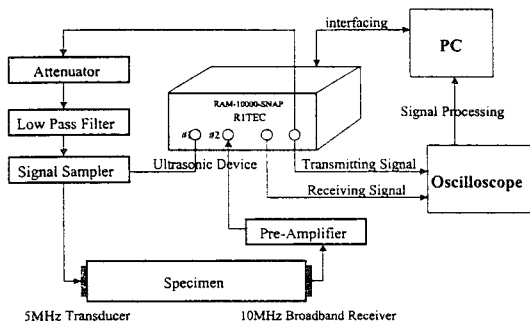 interfacing
PC
Attenuator
RAM-10000-SNAP
RITEC
Low Pass Filter
Signal Processing
#1
#2
Signal Sampler
Ultrasonic Device
Transmitting Signal
Receiving Signal
Oscilloscope
Pre-Amplifier
Specimen
5MHz Transducer
10MHz Broadband Receiver